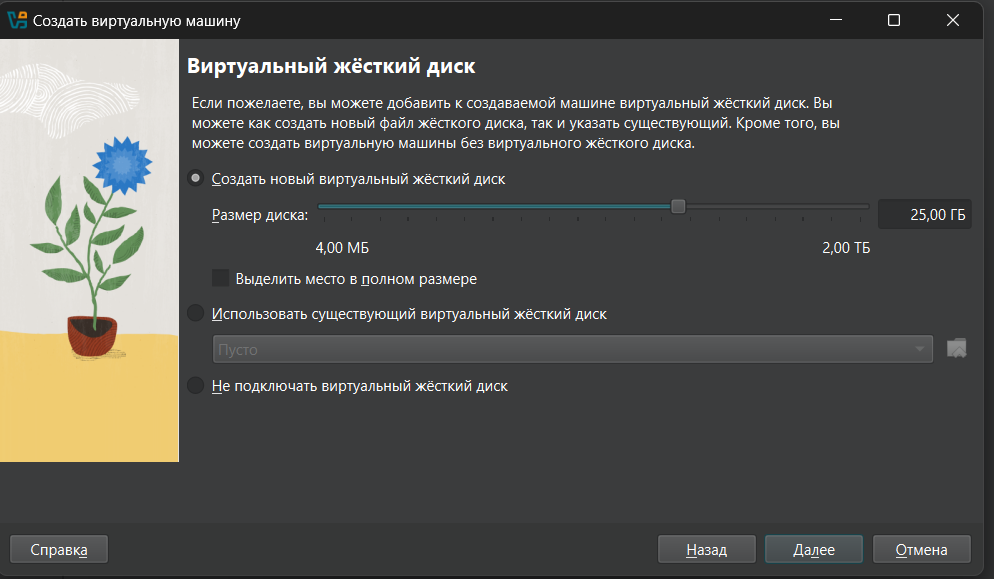 Создать виртуальную машину
Виртуальный жёсткий диск
Если пожелаете, вы можете добавить к создаваемой машине виртуальный жёсткий диск. Вы
можете как создать новый файл жёсткого диска, так и указать существующий. Кроме того, вы
можете создать виртуальную машины без виртуального жёсткого диска.
Создать новый виртуальный жёсткий диск
Размер диска:
25,00 ГБ
4,00 МБ
2,00 ТБ
Выделить место в полном размере
Использовать существующий виртуальный жёсткий диск
Пусто
Не подключать виртуальный жёсткий диск
Справка
Назад
Далее
Отмена